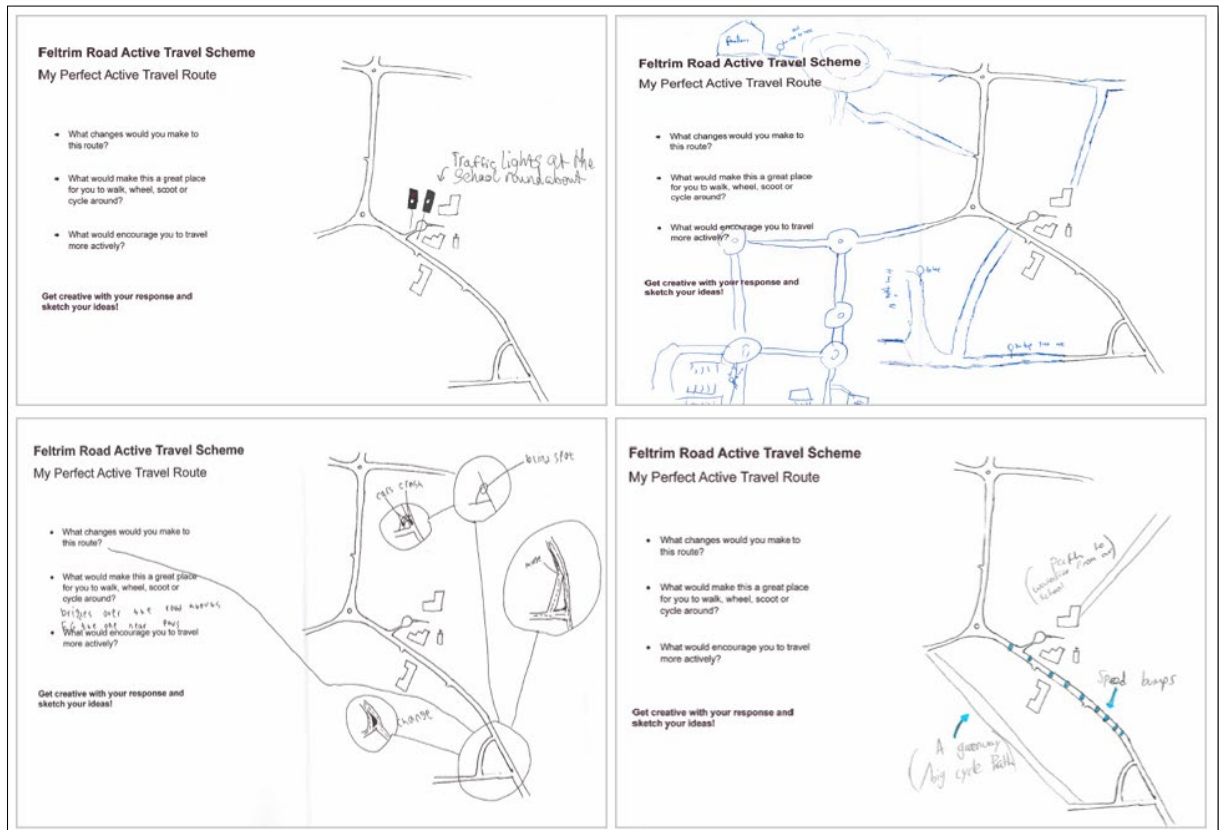 Feltrim Road Active Travel Scheme
My Perfect Active Travel Route
What changes would you make to
this route?
What would make this a great place
for you to walk, wheel, scoot or
cycle around?
What would encourage you to travel
more actively?
Get creative with your response and
sketch your ideas!
Traffic lights at the
School roundabout
Feltrim Road Active Travel Scheme
My Perfect Active Travel Route
What changes would you make to
this route?
What would make this a great place
for you to walk, wheel, scoot or
cycle around?
What would encourage you to travel
more actively?
Get creative with your response and
sketch your ideas!
Feltrim Road Active Travel Scheme
My Perfect Active Travel Route
What changes would you make to
this route?
What would make this a great place
for you to walk, wheel, scoot or
cycle around?
over the road
the one near
What would encourage you to travel
more actively?
Get creative with your response and
sketch your ideas!
cars crash
spot
change
Feltrim Road Active Travel Scheme
My Perfect Active Travel Route
What changes would you make to
this route?
What would make this a great place
for you to walk, wheel, scoot or
cycle around?
What would encourage you to travel
more actively?
Get creative with your response and
sketch your ideas!
Path to
from our
school
Speed bumps
A greenway
big cycle Path